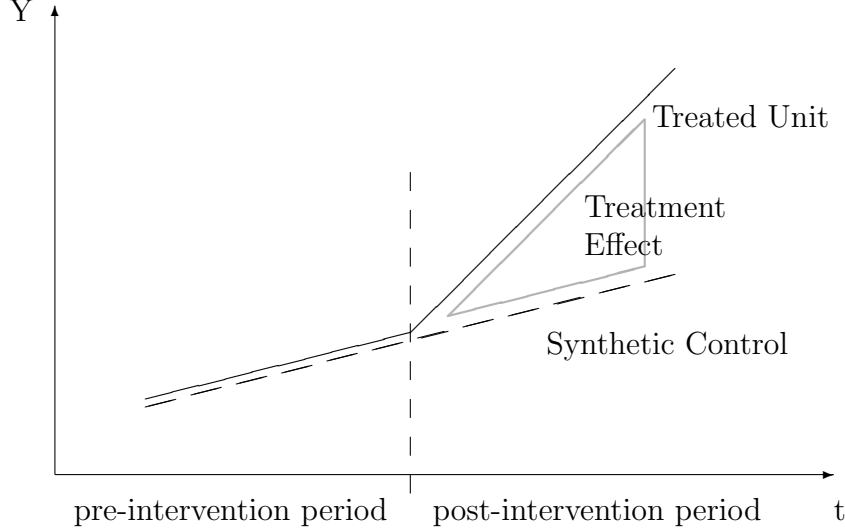 Y
Treated Unit
Treatment
Effect
Synthetic Control
pre-intervention period
post-intervention period
t